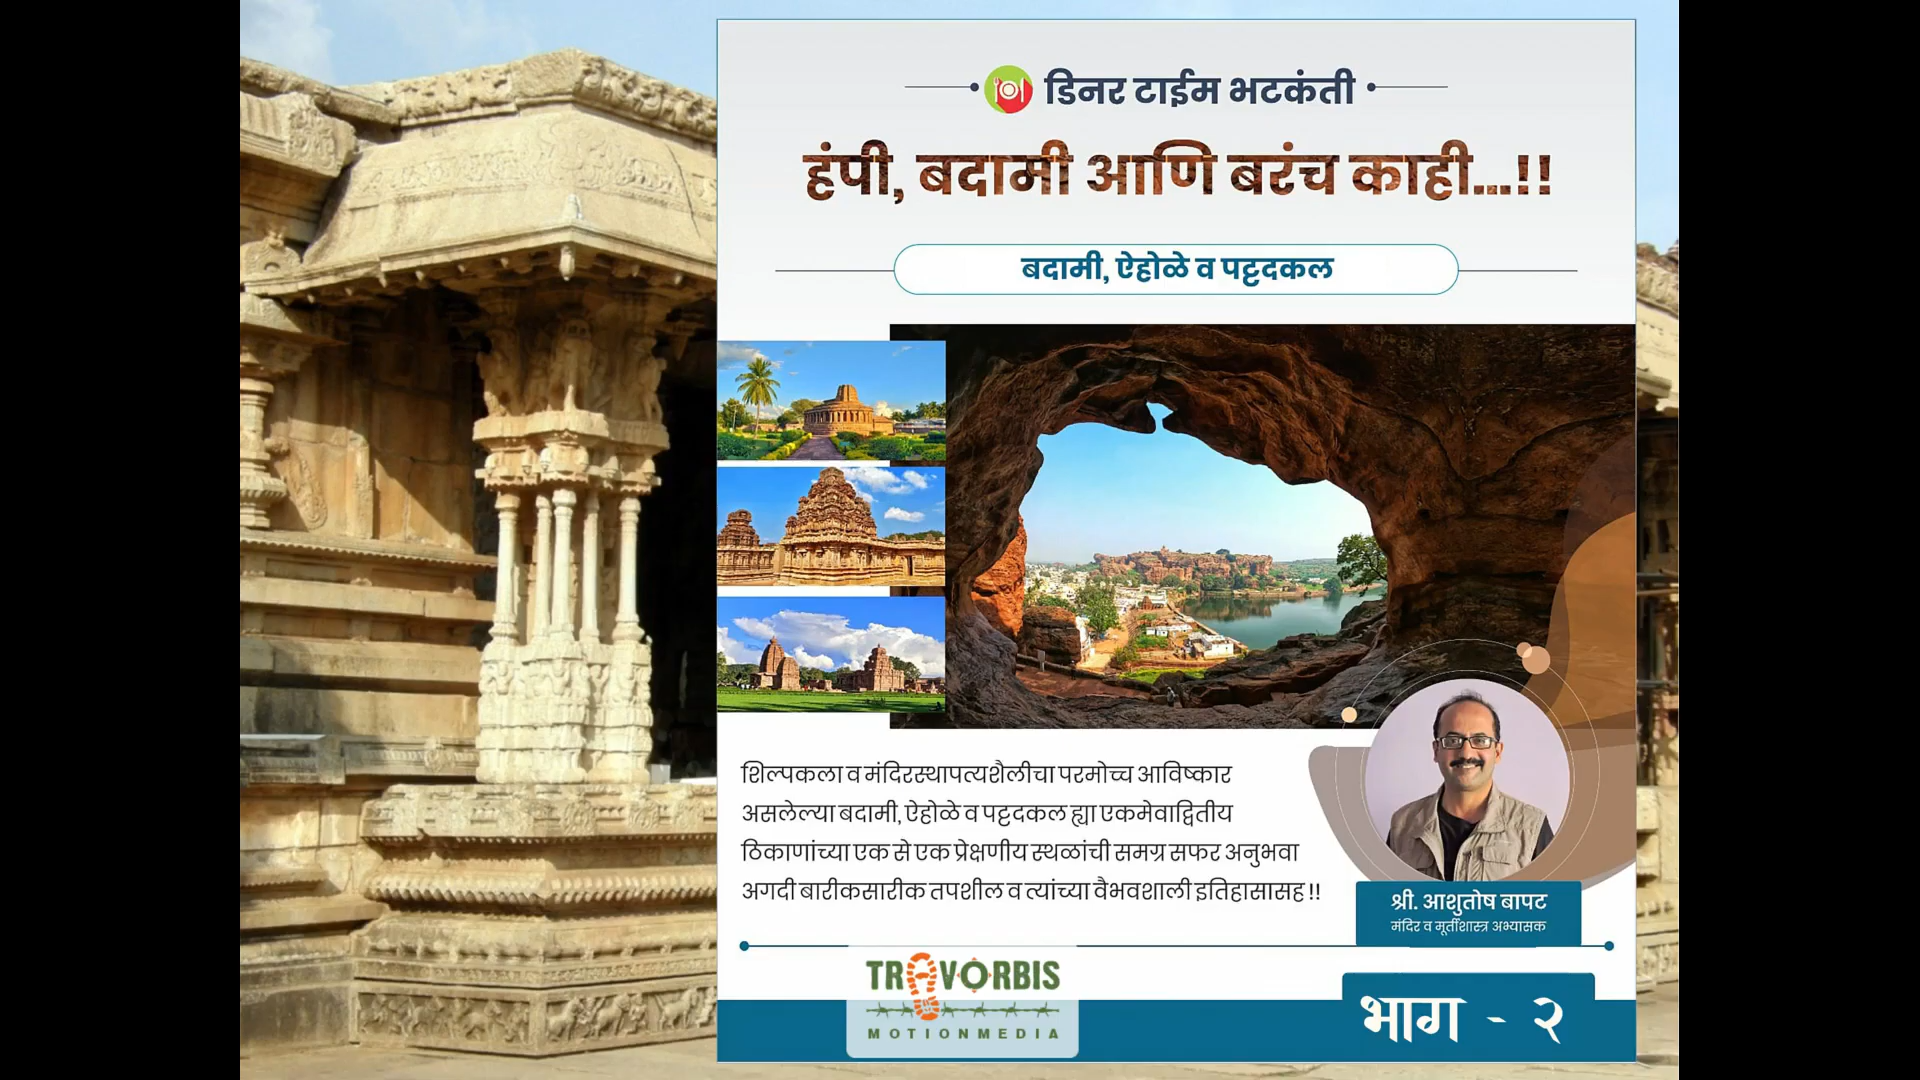 डिनर टाईम भटकंती
हंपी, बदामी आणि बरंच काही...!!
बदामी, ऐहोळे व पट्टदकल
शिल्पकला व मंदिरस्थापत्यशैलीचा परमोच्च आविष्कार
असलेल्या बदामी, ऐहोळे व पट्टदकल ह्या एकमेवाद्वितीय
ठिकाणांच्या एक से एक प्रेक्षणीय स्थळांची समग्र सफर अनुभवा
अगदी बारीकसारीक तपशील व त्यांच्या वैभवशाली इतिहासासह !!
श्री. आशुतोष बापट
मंदिर व मूर्तीशास्त्र अभ्यासक
TRAVORBIS
MOTIONMEDIA
भाग - २